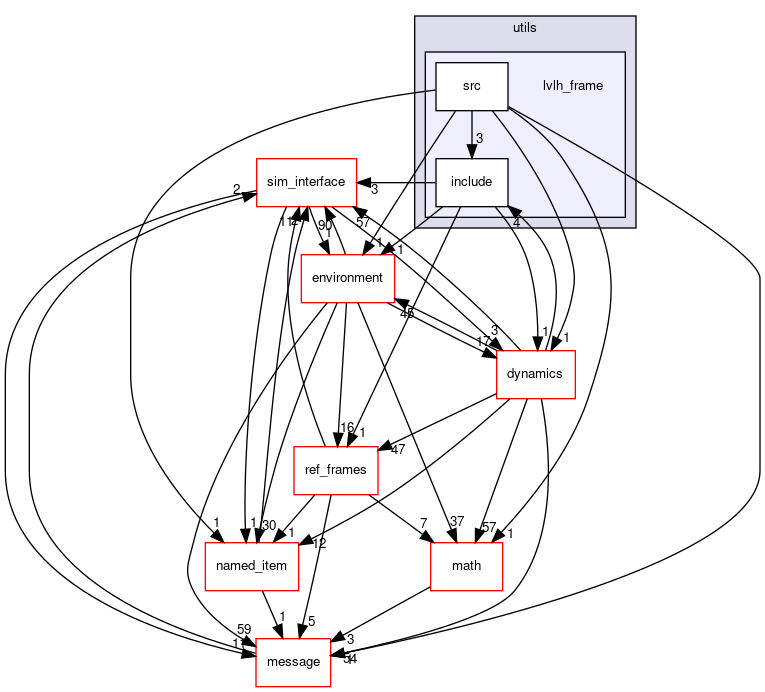 utils
src
lvlh_frame
3
sim_interface
include
2
3
11
90
57
4
1
1
1
environment
45
3
17
1
1
dynamics
16
1
47
ref_frames
1
1
30
1
12
7
37
57
1
named_item
math
1
5
59
3
54
message